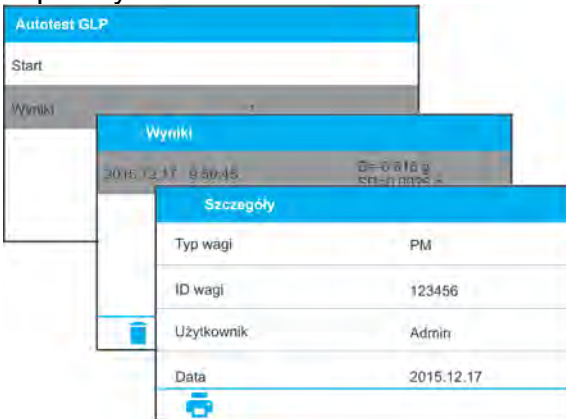 Autotest GLP
Start
Wyniki
Wyniki
2015.12.17 9:50:45
Szczegóły
Typ wagi PM
ID wagi 123456
Użytkownik Admin
Data 2015.12.17